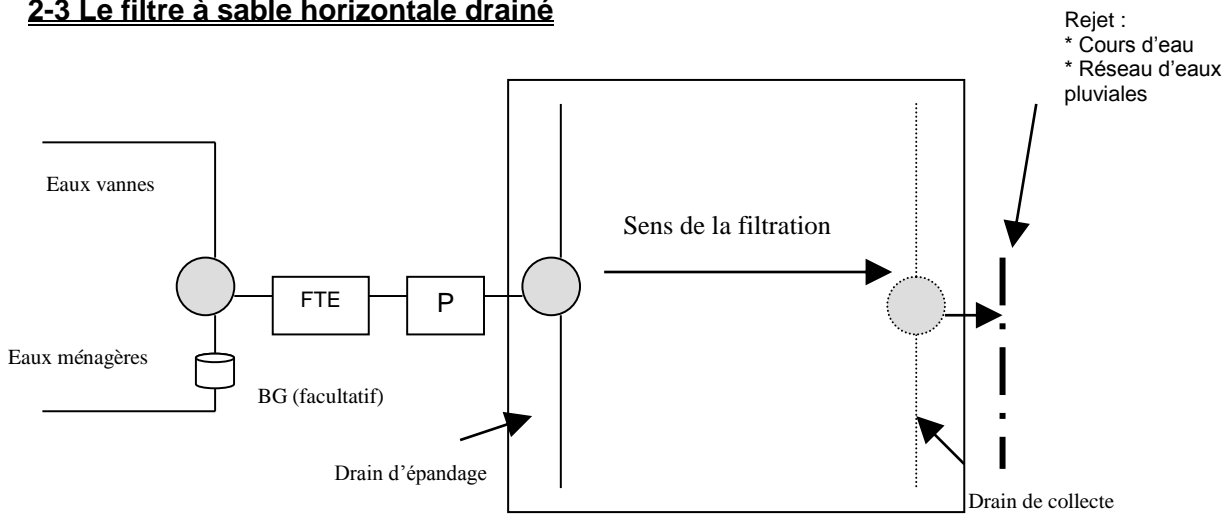 2-3 Le filtre à sable horizontale drainé
Rejet :
* Cours d'eau
* Réseau d'eaux
pluviales
Eaux vannes
Sens de la filtration
FTE
P
Eaux ménagères
BG (facultatif)
Drain d'épandage
Drain de collecte